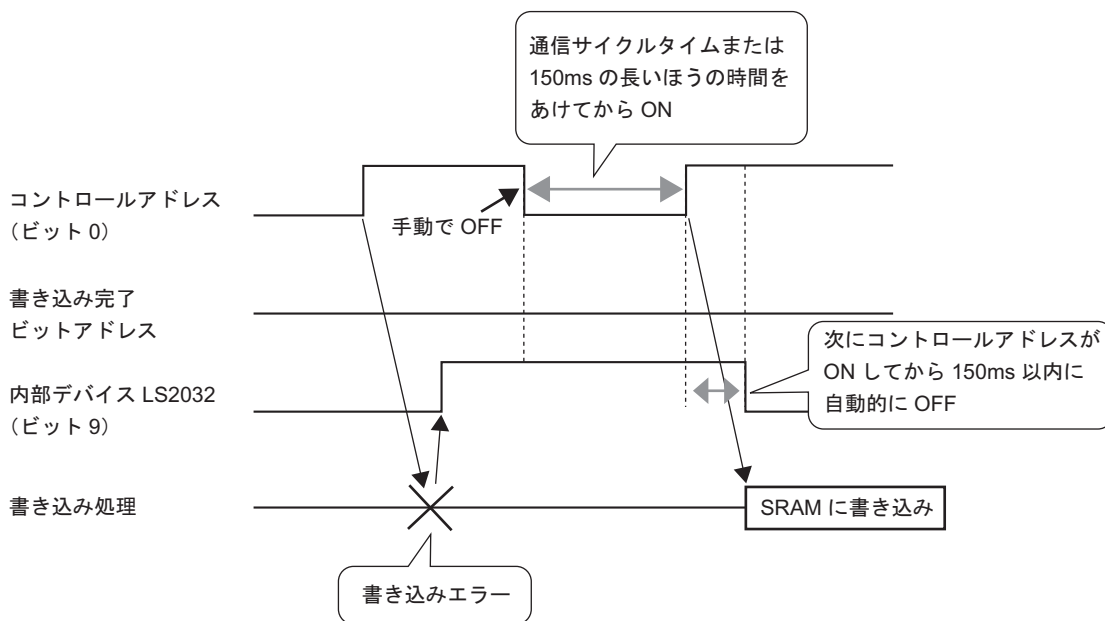 通信サイクルタイムまたは
150ms の長いほうの時間を
あけてから ON
コントロールアドレス
（ビット 0）
手動で OFF
書き込み完了
ビットアドレス
次にコントロールアドレスが
ON してから 150ms 以内に
自動的に OFF
内部デバイス LS2032
（ビット 9）
書き込み処理
SRAM に書き込み
書き込みエラー